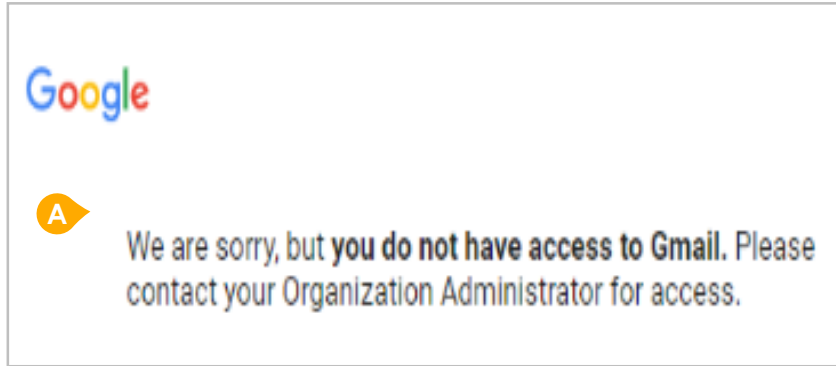 Google
A
We are sorry, but you do not have access to Gmail. Please
contact your Organization Administrator for access.